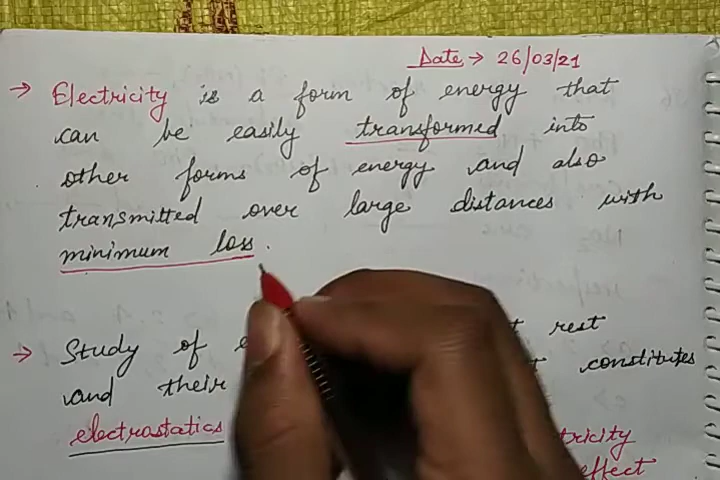 Date → 26/03/21
→ Electricity is a form of energy that
can be easily transformed into
other forms of energy and also
transmitted over large distances with
minimum loss.
→ Study of rest
and their constitutes
electrostatics
effect